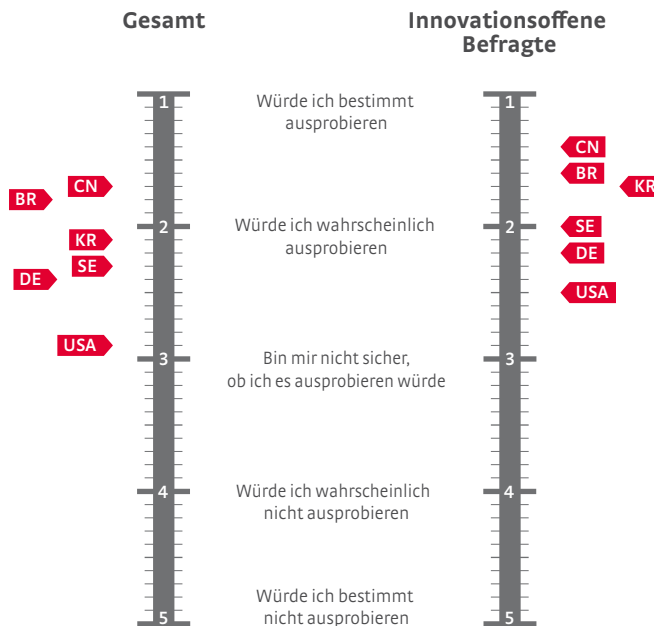 Gesamt
Innovationsoffene
Befragte
1
Würde ich bestimmt
ausprobieren
1
CN
BR
KR
CN
BR
2
Würde ich wahrscheinlich
ausprobieren
2
SE
KR
DE
SE
DE
USA
USA
3
Bin mir nicht sicher,
ob ich es ausprobieren würde
3
4
Würde ich wahrscheinlich
nicht ausprobieren
4
Würde ich bestimmt
nicht ausprobieren
5
5